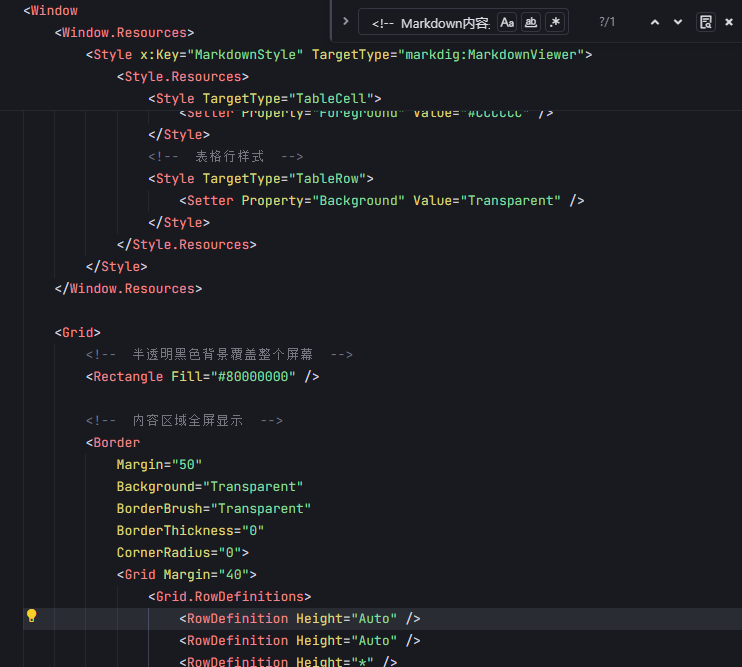 <Window
<!-- Markdown内容. Aa ab .* ?/1
<Window.Resources>
<Style x:Key="MarkdownStyle" TargetType="markdig:MarkdownViewer">
<Style.Resources>
<Style TargetType="TableCell">
<Setter Property="Foreground" Value="#CCCCCC" />
</Style>
<!-- 表格行样式 -->
<Style TargetType="TableRow">
<Setter Property="Background" Value="Transparent" />
</Style>
</Style.Resources>
</Style>
</Window.Resources>
<Grid>
<!-- 半透明黑色背景覆盖整个屏幕 -->
<Rectangle Fill="#80000000" />
<!-- 内容区域全屏显示 -->
<Border
Margin="50"
Background="Transparent"
BorderBrush="Transparent"
BorderThickness="0"
CornerRadius="0">
<Grid Margin="40">
<Grid.RowDefinitions>
<RowDefinition Height="Auto" />
<RowDefinition Height="Auto" />
<RowDefinition Height="*" />